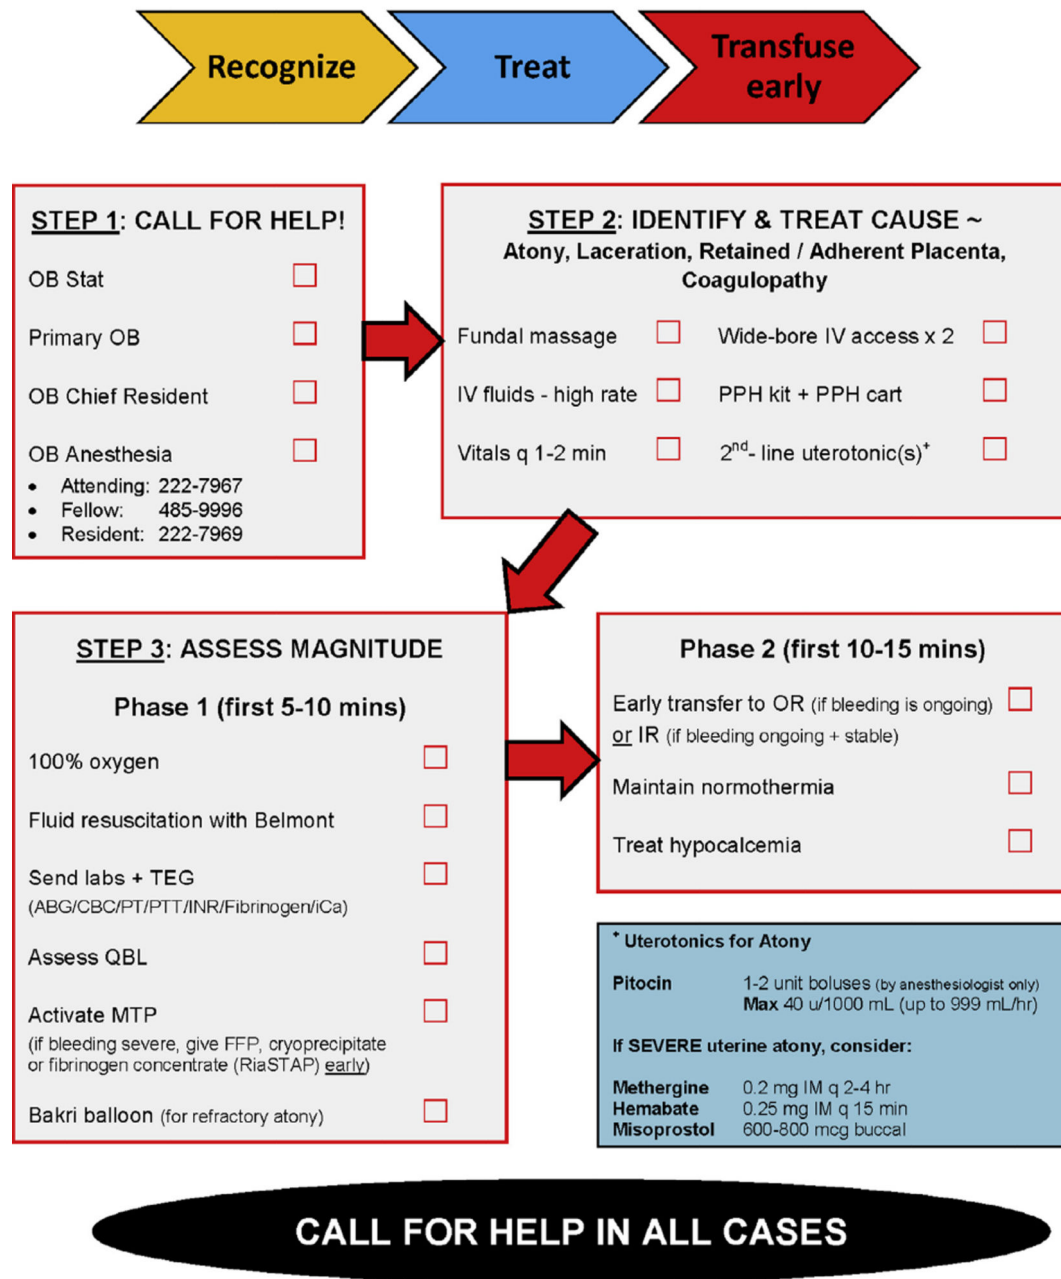 Recognize
Treat
Transfuse
early
STEP 1: CALL FOR HELP!
OB Stat
Primary OB
OB Chief Resident
OB Anesthesia
• Attending: 222-7967
• Fellow: 485-9996
• Resident: 222-7969
STEP 2: IDENTIFY & TREAT CAUSE ~
Atony, Laceration, Retained / Adherent Placenta,
Coagulopathy
Fundal massage
Wide-bore IV access x 2
IV fluids - high rate
PPH kit + PPH cart
Vitals q 1-2 min
2nd- line uterotonic(s)+
STEP 3: ASSESS MAGNITUDE
Phase 1 (first 5-10 mins)
100% oxygen
Fluid resuscitation with Belmont
Send labs + TEG
(ABG/CBC/PT/PTT/INR/Fibrinogen/iCa)
Assess QBL
Activate MTP
(if bleeding severe, give FFP, cryoprecipitate
or fibrinogen concentrate (RiaSTAP) early)
Bakri balloon (for refractory atony)
Phase 2 (first 10-15 mins)
Early transfer to OR (if bleeding is ongoing)
or IR (if bleeding ongoing + stable)
Maintain normothermia
Treat hypocalcemia
+ Uterotonics for Atony
Pitocin 1-2 unit boluses (by anesthesiologist only)
Max 40 u/1000 mL (up to 999 mL/hr)
If SEVERE uterine atony, consider:
Methergine 0.2 mg IM q 2-4 hr
Hemabate 0.25 mg IM q 15 min
Misoprostol 600-800 mcg buccal
CALL FOR HELP IN ALL CASES